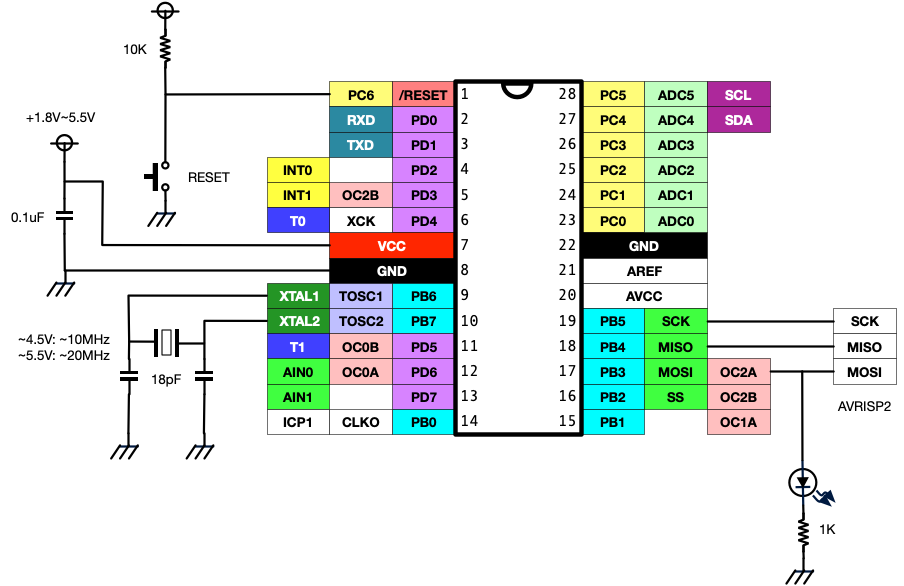 10K
+1.8V~5.5V
PC6 /RESET 1 28 PC5 ADC5 SCL
RXD PD0 2 27 PC4 ADC4 SDA
TXD PD1 3 26 PC3 ADC3
INT0 PD2 4 25 PC2 ADC2
RESET
INT1 OC2B PD3 5 24 PC1 ADC1
0.1uF
T0 XCK PD4 6 23 PC0 ADC0
VCC 7 22 GND
GND 8 21 AREF
XTAL1 TOSC1 PB6 9 20 AVCC
XTAL2 TOSC2 PB7 10 19 PB5 SCK SCK
~4.5V: ~10MHz
~5.5V: ~20MHz
T1 OC0B PD5 11 18 PB4 MISO MISO
18pF
AIN0 OC0A PD6 12 17 PB3 MOSI OC2A MOSI
AIN1 PD7 13 16 PB2 SS OC2B
AVRISP2
ICP1 CLKO PB0 14 15 PB1 OC1A
1K